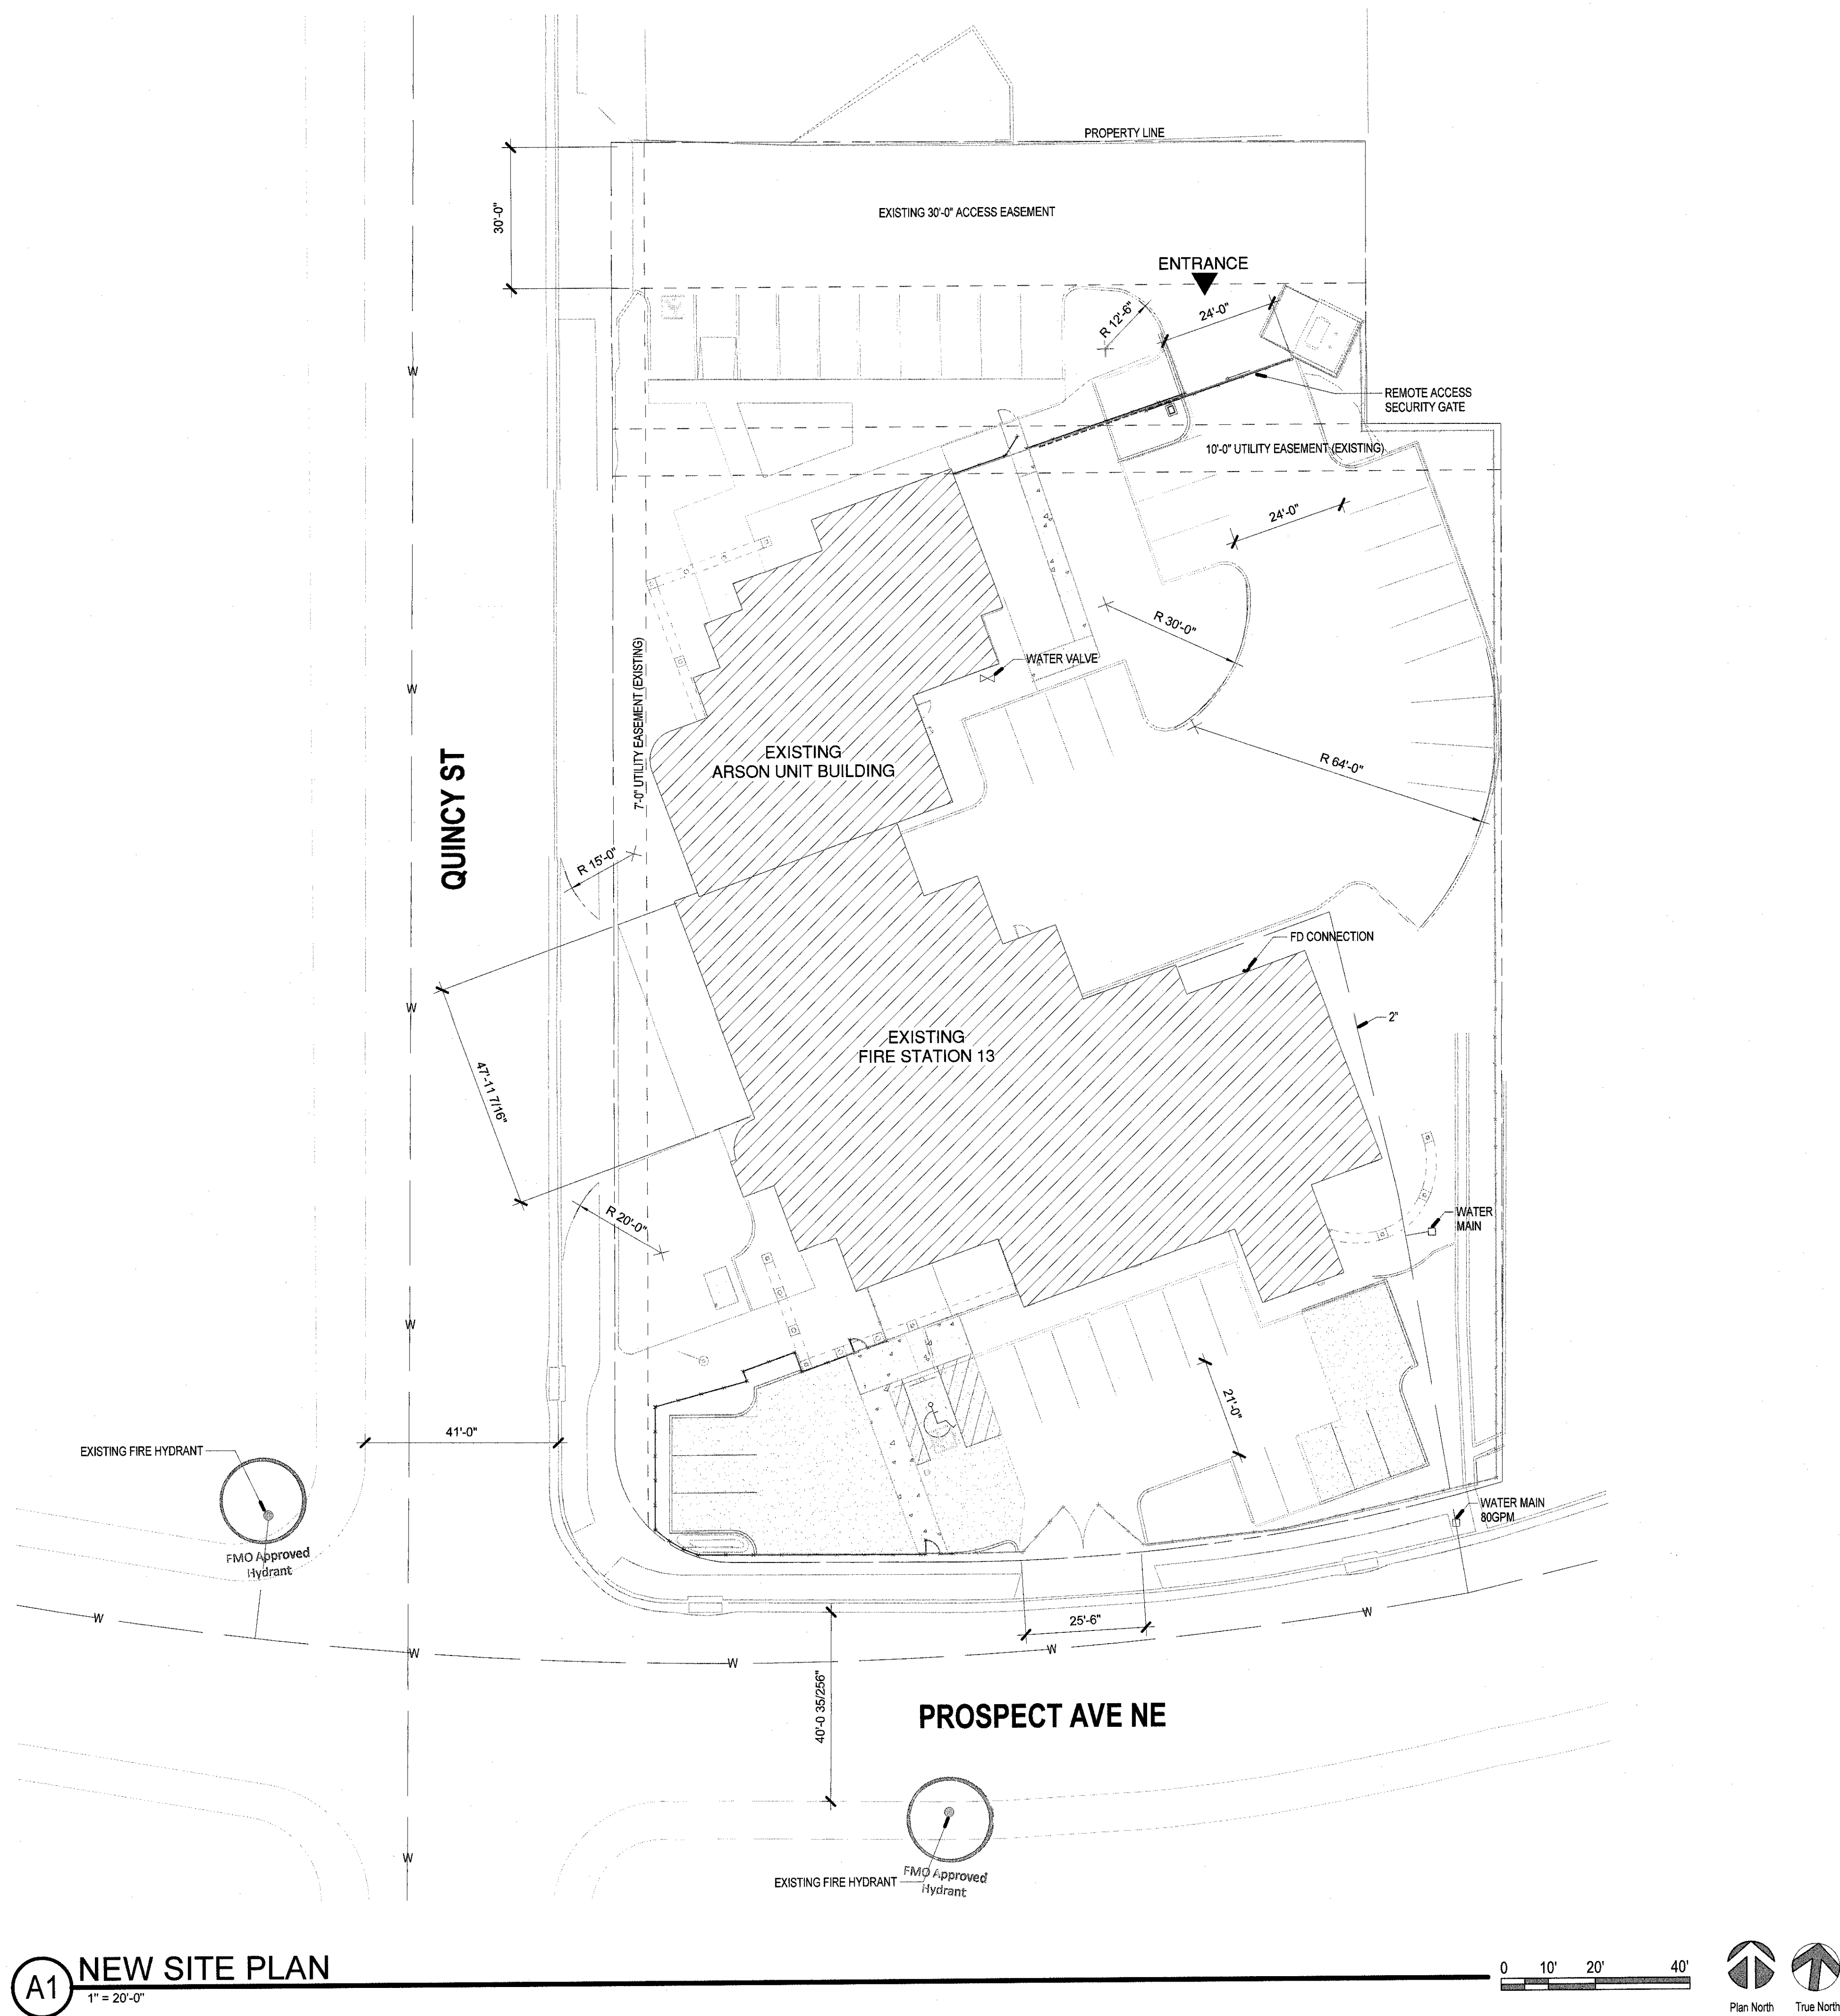 PROPERTY LINE
30'-0"
EXISTING 30'-0" ACCESS EASEMENT
ENTRANCE
R 12'-6"
24'-0"
REMOTE ACCESS
SECURITY GATE
10'-0" UTILITY EASEMENT (EXISTING)
24'-0"
W
R 30'-0"
WATER VALVE
7'-0" UTILITY EASEMENT (EXISTING)
W
EXISTING
ARSON UNIT BUILDING
R 64'-0"
QUINCY ST
R 15'-0"
FD CONNECTION
W
2"
EXISTING
FIRE STATION 13
47'-11 7/16"
R 20'-0"
WATER
MAIN
W
21'-0"
41'-0"
EXISTING FIRE HYDRANT
WATER MAIN
80GPM
FMO Approved
Hydrant
W
W
W
W
W
25'-6"
40'-0 35/256"
PROSPECT AVE NE
W
EXISTING FIRE HYDRANT
FMO Approved
Hydrant
A1
NEW SITE PLAN
1" = 20'-0"
0 10' 20' 40'
Plan North
True North